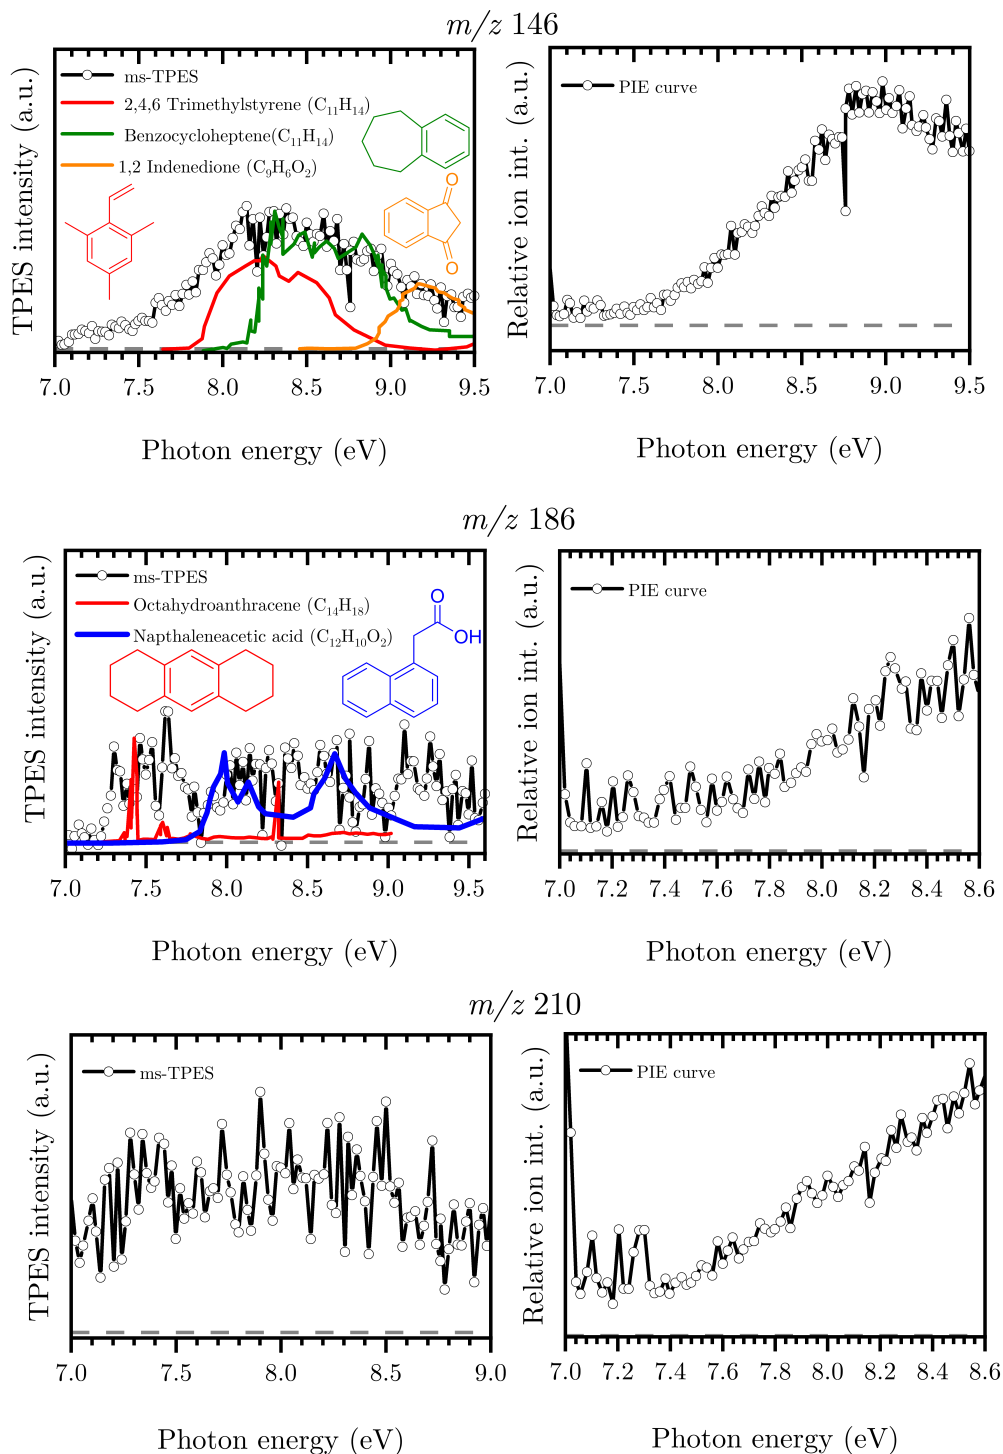 m/z 146
TPES intensity (a.u.)
ms-TPES
2,4,6 Trimethylstyrene (C₁₁H₁₄)
Benzocycloheptene(C₁₁H₁₄)
1,2 Indenedione (C₉H₆O₂)
O
O
7.0 7.5 8.0 8.5 9.0 9.5
Photon energy (eV)
Relative ion int. (a.u.)
PIE curve
7.0 7.5 8.0 8.5 9.0 9.5
Photon energy (eV)
m/z 186
TPES intensity (a.u.)
ms-TPES
Octahydroanthracene (C₁₄H₁₈)
Napthaleneacetic acid (C₁₂H₁₀O₂)
O
OH
7.0 7.5 8.0 8.5 9.0 9.5
Photon energy (eV)
Relative ion int. (a.u.)
PIE curve
7.0 7.2 7.4 7.6 7.8 8.0 8.2 8.4 8.6
Photon energy (eV)
m/z 210
TPES intensity (a.u.)
ms-TPES
7.0 7.5 8.0 8.5 9.0
Photon energy (eV)
Relative ion int. (a.u.)
PIE curve
7.0 7.2 7.4 7.6 7.8 8.0 8.2 8.4 8.6
Photon energy (eV)